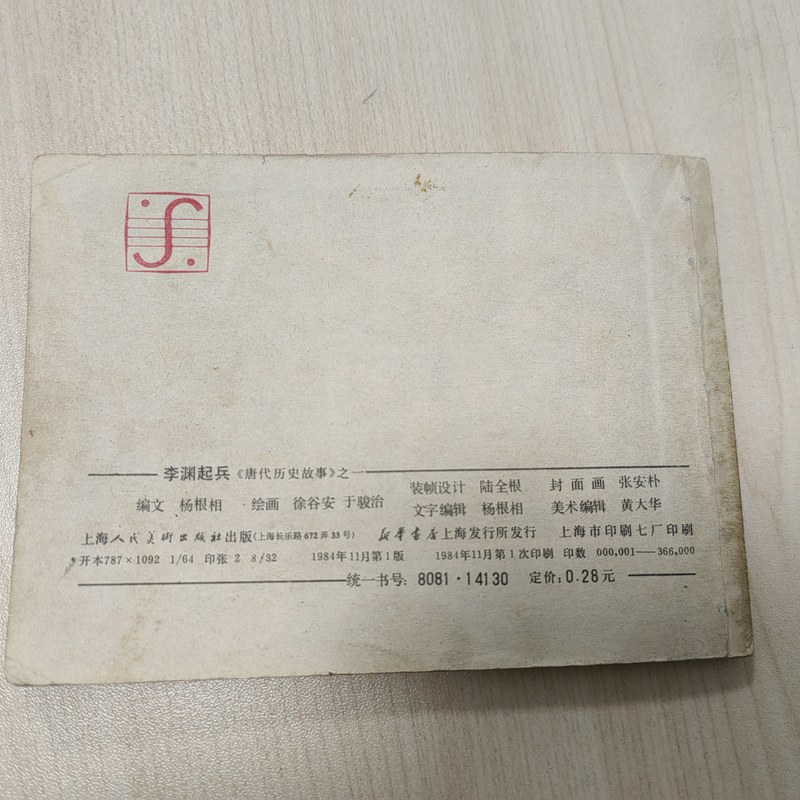 李渊起兵《唐代历史故事》之一
编文 杨根相 绘画 徐谷安 于骏治 装帧设计 陆全根 封面画 张安朴
文字编辑 杨根相 美术编辑 黄大华
上海人民美術出版社出版(上海长乐路672弄33号) 新华书店上海发行所发行 上海市印刷七厂印刷
开本787×1092 1/64 印张 2 8/32 1984年11月第1版 1984年11月第1次印刷 印数 000,001—366,000
统一书号: 8081·14130 定价: 0.28元